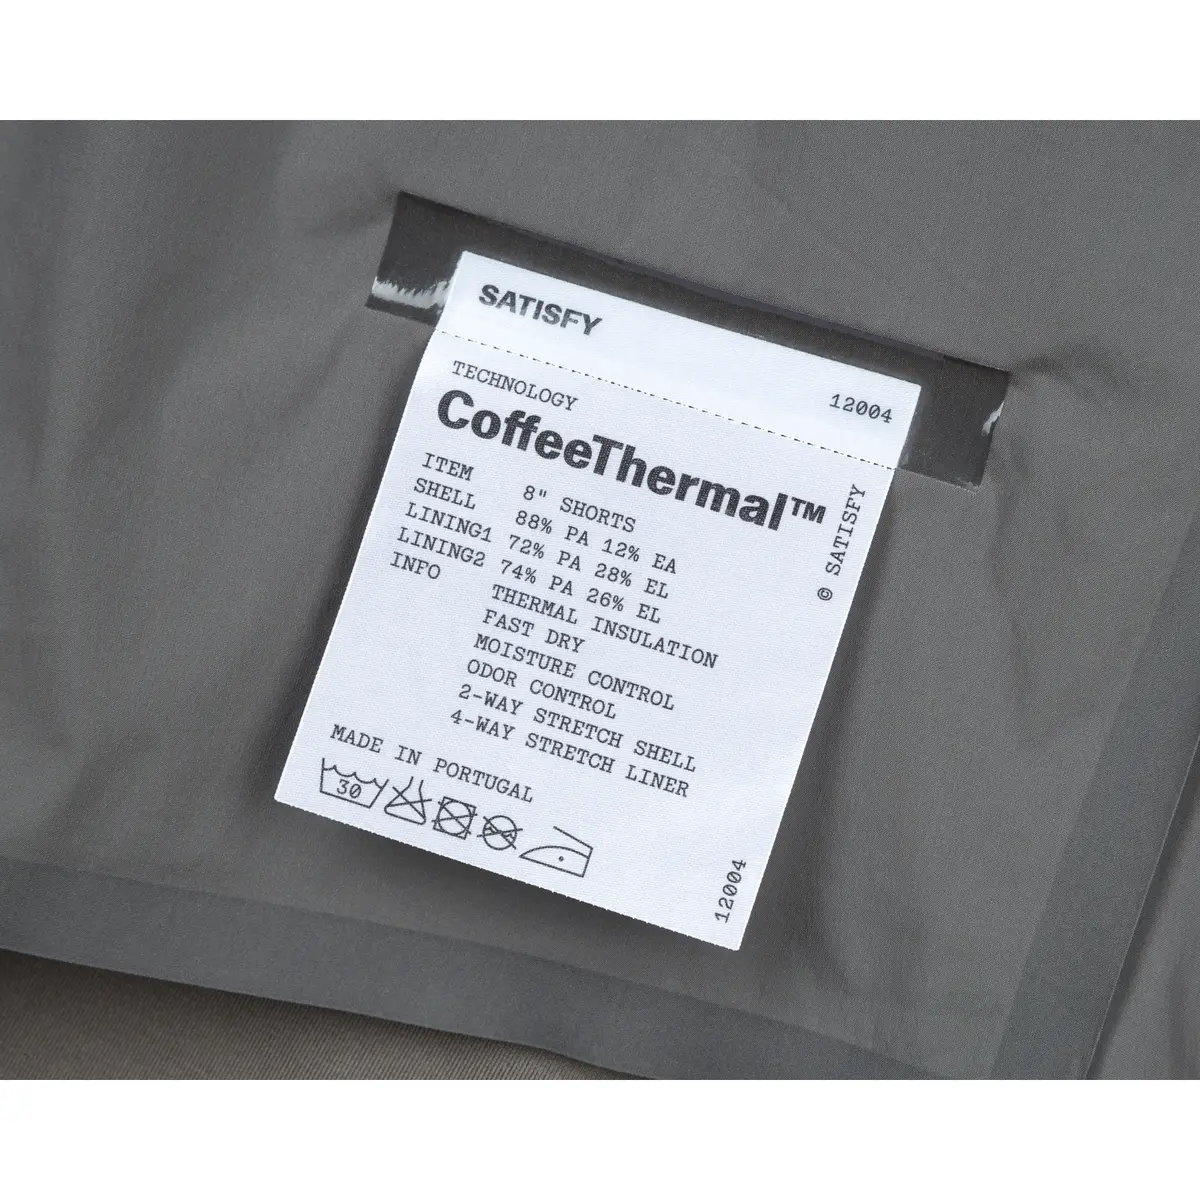 SATISFY
12004
TECHNOLOGY
CoffeeThermal™
ITEM 8" SHORTS
SHELL 88% PA 12% EA
LINING1 72% PA 28% EL
LINING2 74% PA 26% EL
INFO THERMAL INSULATION
FAST DRY
MOISTURE CONTROL
ODOR CONTROL
2-WAY STRETCH SHELL
4-WAY STRETCH LINER
MADE IN PORTUGAL
30
© SATISFY
12004